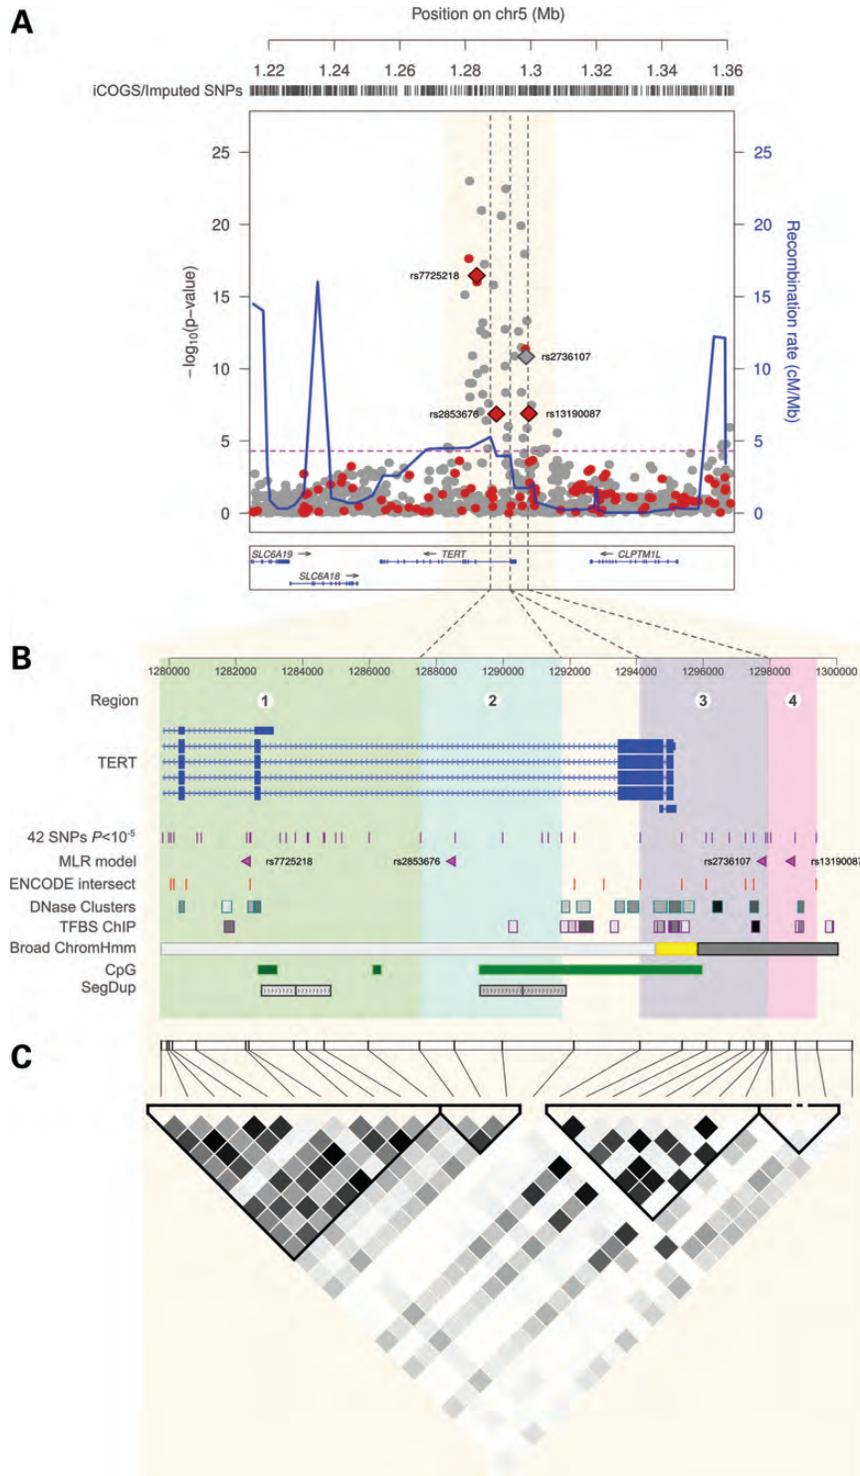 A
Position on chr5 (Mb)
1.22 1.24 1.26 1.28 1.3 1.32 1.34 1.36
iCOGS/Imputed SNPs
25 25
20 20
rs7725218
15 15
− log10(p−value)
Recombination rate (cM/Mb)
rs2736107
10 10
rs2853676 rs13190087
5 5
0 0
SLC6A19 TERT CLPTM1L
SLC6A18
B
1280000 1282000 1284000 1286000 1288000 1290000 1292000 1294000 1296000 1298000 1300000
Region 1 2 3 4
TERT
42 SNPs P<10-5
MLR model rs7725218 rs2853676 rs2736107 rs13190087
ENCODE intersect
DNase Clusters
TFBS ChIP
Broad ChromHmm
CpG
SegDup
C